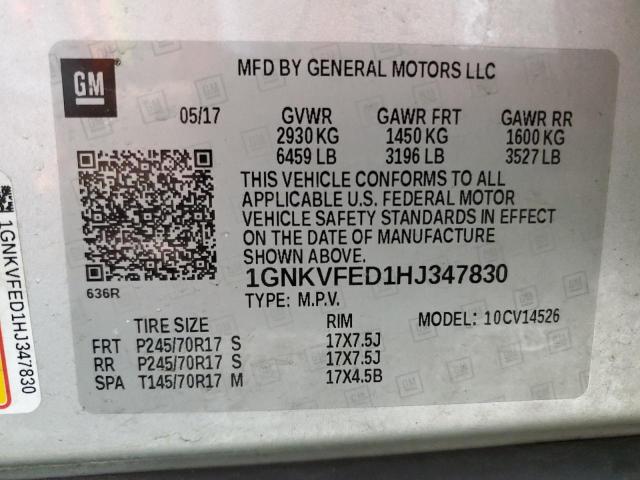 GM
MFD BY GENERAL MOTORS LLC
05/17 GVWR GAWR FRT GAWR RR
2930 KG 1450 KG 1600 KG
6459 LB 3196 LB 3527 LB
THIS VEHICLE CONFORMS TO ALL
APPLICABLE U.S. FEDERAL MOTOR
VEHICLE SAFETY STANDARDS IN EFFECT
ON THE DATE OF MANUFACTURE
SHOWN ABOVE.
1GNKVFED1HJ347830
636R
TYPE: M.P.V.
MODEL: 10CV14526
TIRE SIZE RIM
FRT P245/70R17 S 17X7.5J
RR P245/70R17 S 17X7.5J
SPA T145/70R17 M 17X4.5B
1GNKVFED1HJ347830